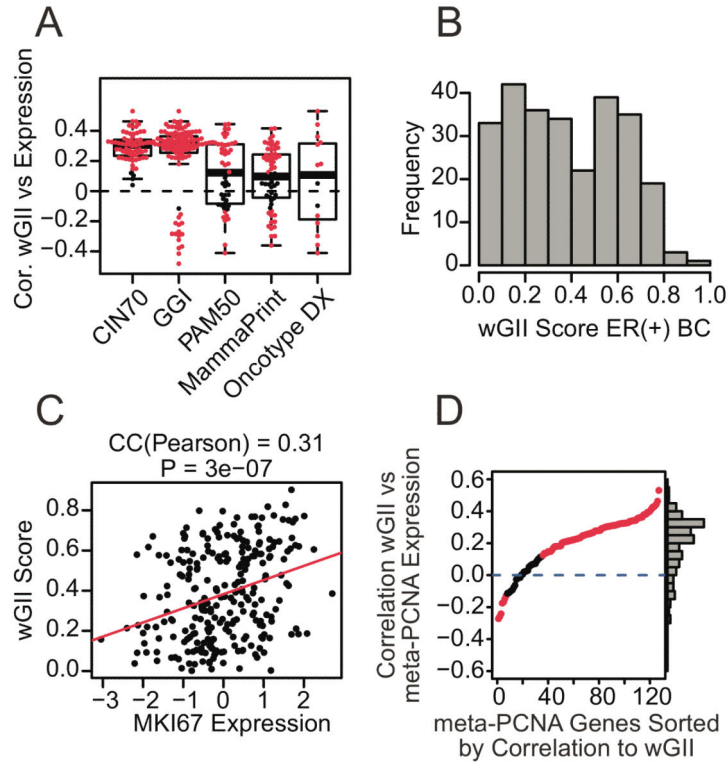 A
Cor. wGII vs Expression
0.4
0.2
0
−0.2
−0.4
CIN70
GGI
PAM50
MammaPrint
Oncotype DX
B
Frequency
40
30
20
10
0
0.0 0.2 0.4 0.6 0.8 1.0
wGII Score ER(+) BC
C
CC(Pearson) = 0.31
P = 3e−07
wGII Score
0.8
0.6
0.4
0.2
0.0
−3 −2 −1 0 1 2
MKI67 Expression
D
Correlation wGII vs
meta-PCNA Expression
0.6
0.4
0.2
0.0
−0.2
−0.4
−0.6
0 40 80 120
meta-PCNA Genes Sorted
by Correlation to wGII